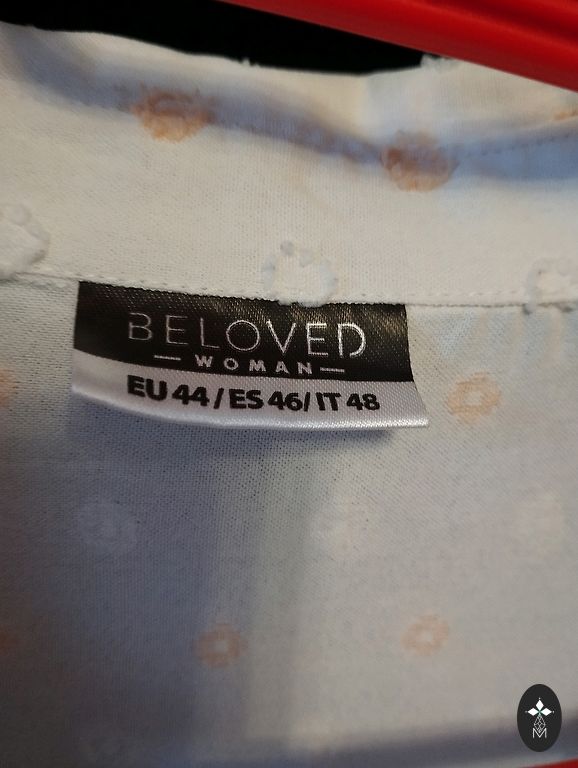 BELOVED
— WOMAN —
EU 44 / ES 46/ IT 48
M